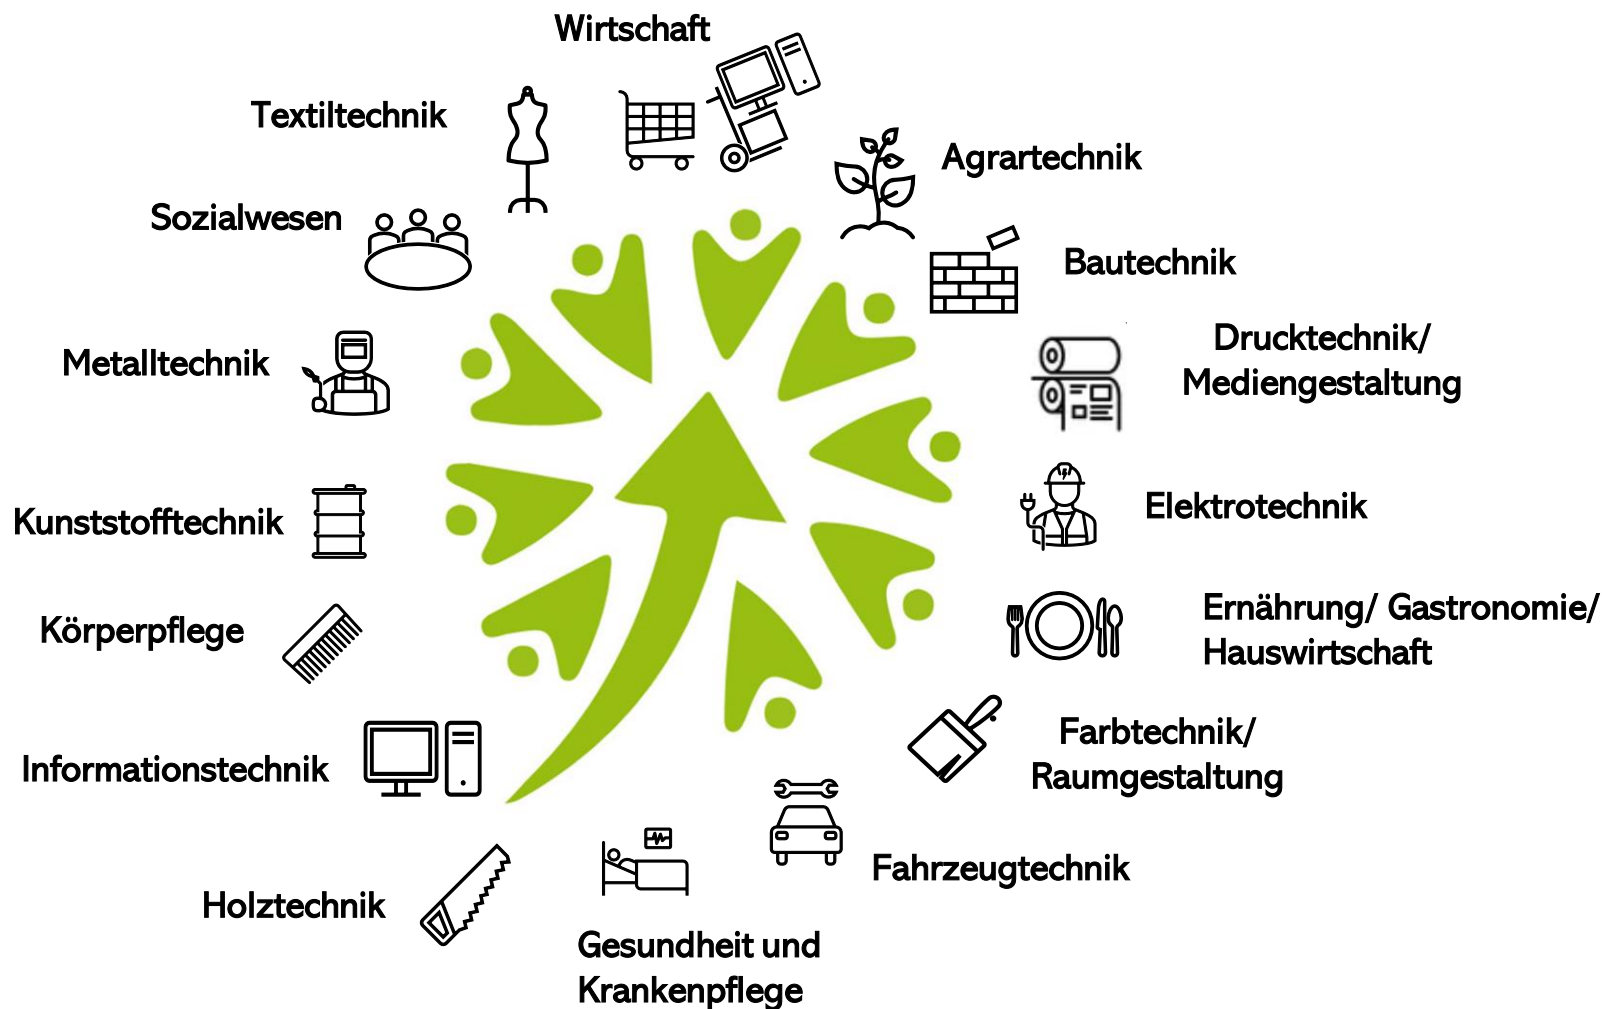 Wirtschaft
Textiltechnik
Agrartechnik
Sozialwesen
Bautechnik
Drucktechnik/
Mediengestaltung
Metalltechnik
Elektrotechnik
Kunststofftechnik
Ernährung/ Gastronomie/
Hauswirtschaft
Körperpflege
Farbtechnik/
Raumgestaltung
Informationstechnik
Fahrzeugtechnik
Holztechnik
Gesundheit und
Krankenpflege